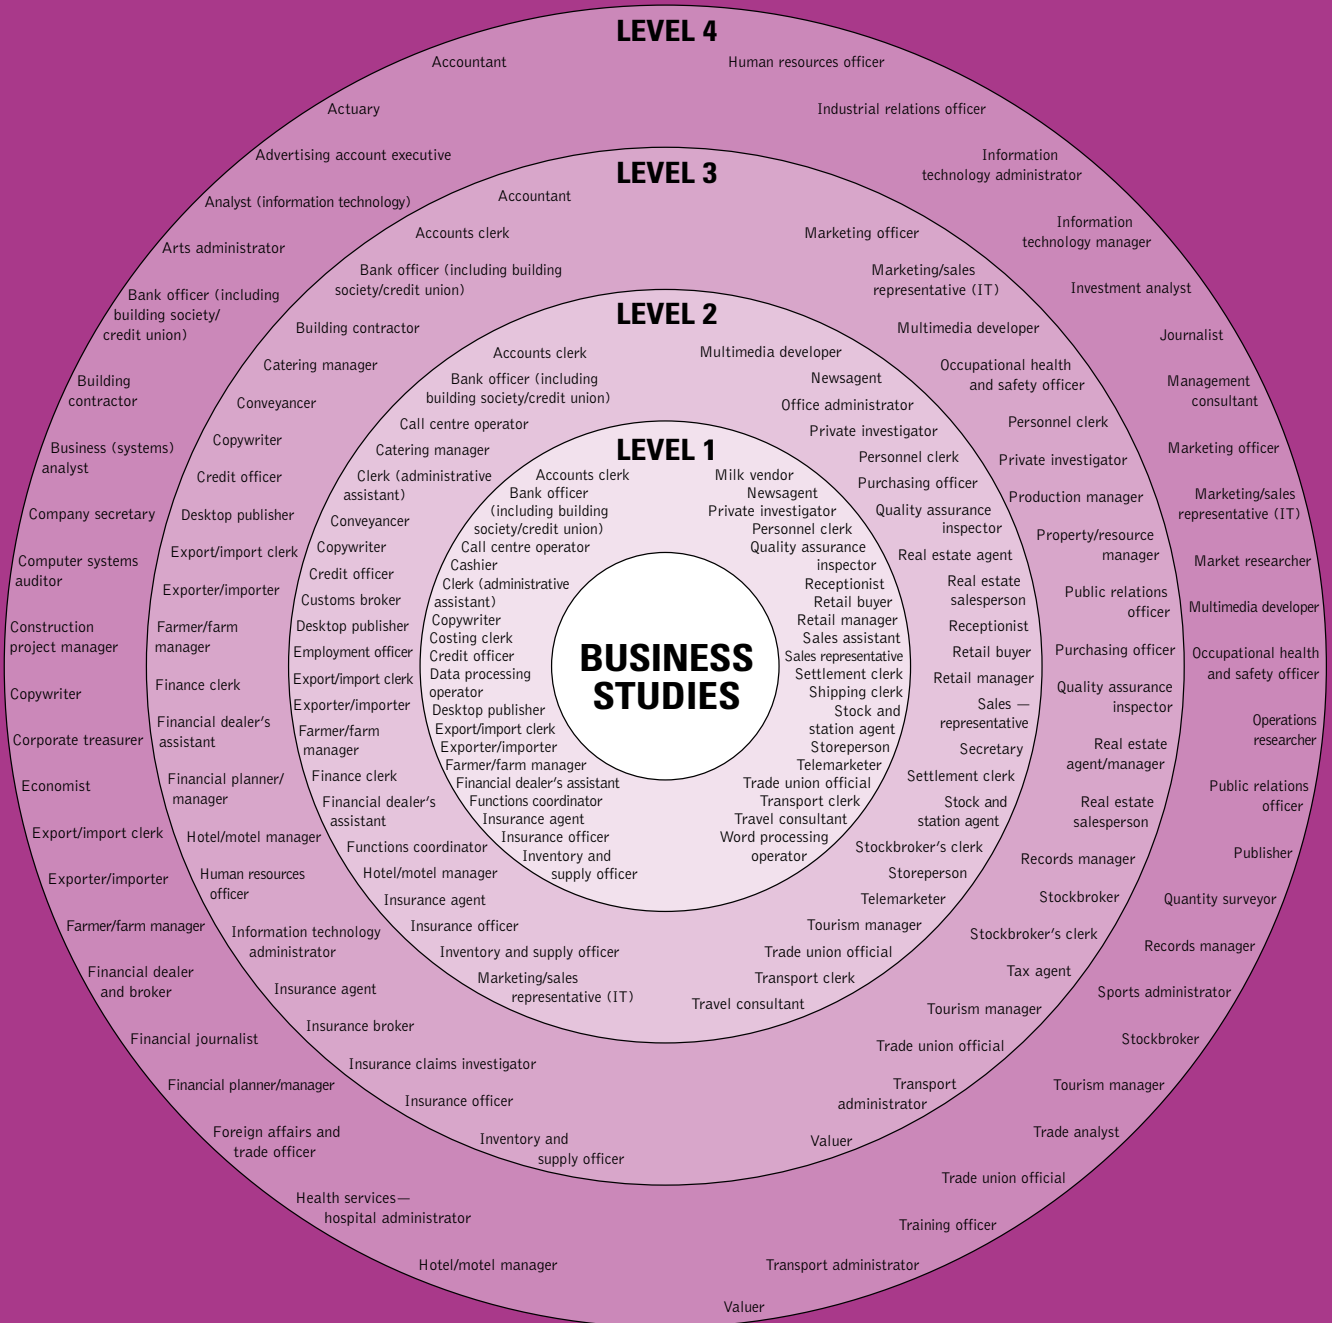 LEVEL 4
Accountant
Actuary
Advertising account executive
Analyst (information technology)
Arts administrator
Bank officer (including
building society/
credit union)
Building
contractor
Business (systems)
analyst
Company secretary
Computer systems
auditor
Construction
project manager
Copywriter
Corporate treasurer
Economist
Export/import clerk
Exporter/importer
Farmer/farm manager
Financial dealer
and broker
Financial journalist
Financial planner/manager
Foreign affairs and
trade officer
Health services—
hospital administrator
Hotel/motel manager
Human resources officer
Industrial relations officer
Information
technology administrator
Information
technology manager
Investment analyst
Journalist
Management
consultant
Marketing officer
Marketing/sales
representative (IT)
Market researcher
Multimedia developer
Occupational health
and safety officer
Operations
researcher
Public relations
officer
Publisher
Quantity surveyor
Records manager
Sports administrator
Stockbroker
Tourism manager
Trade analyst
Trade union official
Training officer
Transport administrator
Valuer
LEVEL 3
Accountant
Accounts clerk
Bank officer (including building
society/credit union)
Building contractor
Catering manager
Conveyancer
Copywriter
Credit officer
Desktop publisher
Export/import clerk
Exporter/importer
Farmer/farm
manager
Finance clerk
Financial dealer's
assistant
Financial planner/
manager
Hotel/motel manager
Human resources
officer
Information technology
administrator
Insurance agent
Insurance broker
Insurance claims investigator
Insurance officer
Inventory and
supply officer
Marketing officer
Marketing/sales
representative (IT)
Multimedia developer
Occupational health
and safety officer
Personnel clerk
Private investigator
Production manager
Property/resource
manager
Public relations
officer
Purchasing officer
Quality assurance
inspector
Real estate
agent/manager
Real estate
salesperson
Records manager
Stockbroker
Stockbroker's clerk
Tax agent
Tourism manager
Trade union official
Transport
administrator
Valuer
LEVEL 2
Accounts clerk
Bank officer (including
building society/credit union)
Call centre operator
Catering manager
Clerk (administrative
assistant)
Conveyancer
Copywriter
Credit officer
Customs broker
Desktop publisher
Employment officer
Export/import clerk
Exporter/importer
Farmer/farm
manager
Finance clerk
Financial dealer's
assistant
Functions coordinator
Hotel/motel manager
Insurance agent
Insurance officer
Inventory and supply officer
Marketing/sales
representative (IT)
Multimedia developer
Newsagent
Office administrator
Private investigator
Personnel clerk
Purchasing officer
Quality assurance
inspector
Real estate agent
Real estate
salesperson
Receptionist
Retail buyer
Retail manager
Sales —
representative
Secretary
Settlement clerk
Stock and
station agent
Stockbroker's clerk
Storeperson
Telemarketer
Tourism manager
Trade union official
Transport clerk
Travel consultant
LEVEL 1
Accounts clerk
Bank officer
(including building
society/credit union)
Call centre operator
Cashier
Clerk (administrative
assistant)
Copywriter
Costing clerk
Credit officer
Data processing
operator
Desktop publisher
Export/import clerk
Exporter/importer
Farmer/farm manager
Financial dealer's assistant
Functions coordinator
Insurance agent
Insurance officer
Inventory and
supply officer
Milk vendor
Newsagent
Private investigator
Personnel clerk
Quality assurance
inspector
Receptionist
Retail buyer
Retail manager
Sales assistant
Sales representative
Settlement clerk
Shipping clerk
Stock and
station agent
Storeperson
Telemarketer
Trade union official
Transport clerk
Travel consultant
Word processing
operator
BUSINESS
STUDIES